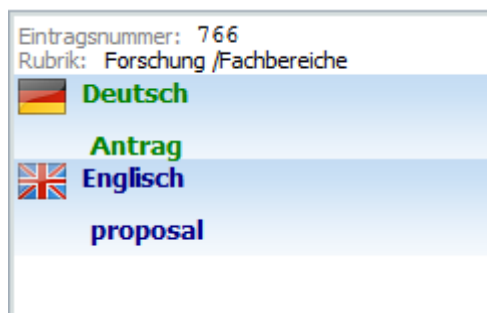 Eintragsnummer: 766
Rubrik: Forschung /Fachbereiche
Deutsch
Antrag
Englisch
proposal